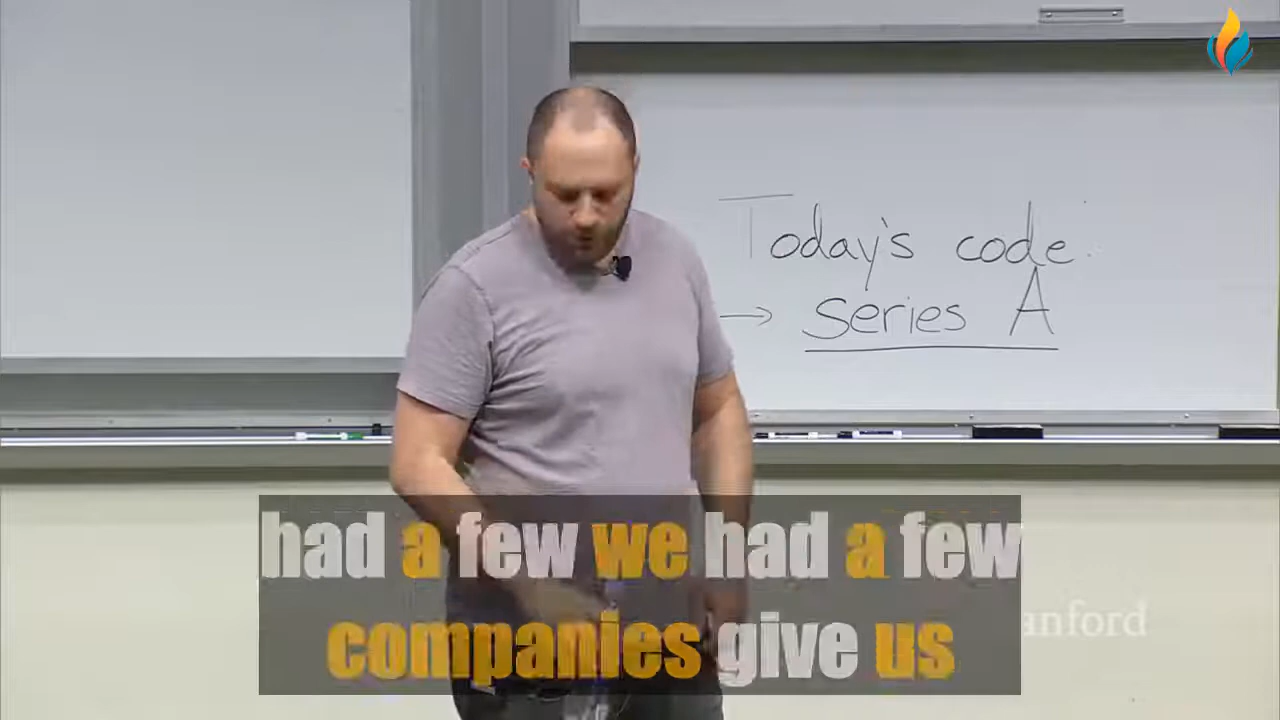 Today's code
→ Series A
had a few we had a few
companies give us
anford